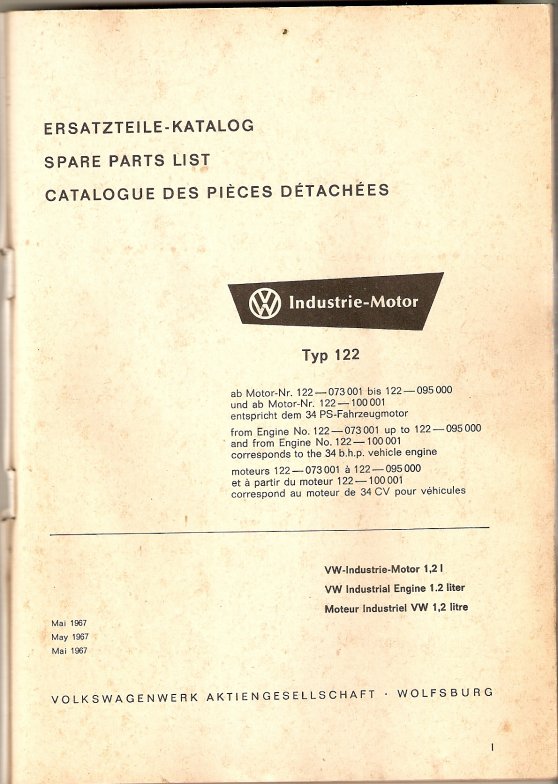 ERSATZTEILE-KATALOG
SPARE PARTS LIST
CATALOGUE DES PIÈCES DÉTACHÉES
VW Industrie-Motor
Typ 122
ab Motor-Nr. 122—073 001 bis 122—095 000
und ab Motor-Nr. 122—100 001
entspricht dem 34 PS-Fahrzeugmotor
from Engine No. 122—073 001 up to 122—095 000
and from Engine No. 122—100 001
corresponds to the 34 b.h.p. vehicle engine
moteurs 122—073 001 à 122—095 000
et à partir du moteur 122—100 001
correspond au moteur de 34 CV pour véhicules
VW-Industrie-Motor 1,2 l
VW Industrial Engine 1.2 liter
Moteur Industriel VW 1,2 litre
Mai 1967
May 1967
Mai 1967
VOLKSWAGENWERK AKTIENGESELLSCHAFT · WOLFSBURG
I